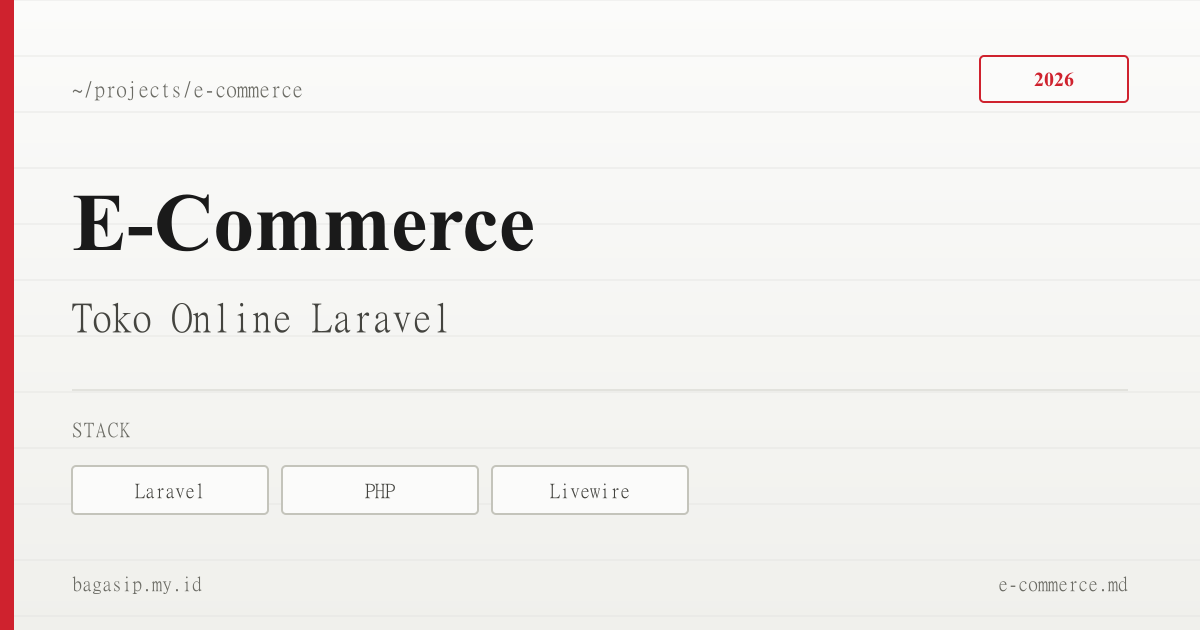 ~/projects/e-commerce
2026
E-Commerce
Toko Online Laravel
STACK
Laravel
PHP
Livewire
bagasip.my.id
e-commerce.md